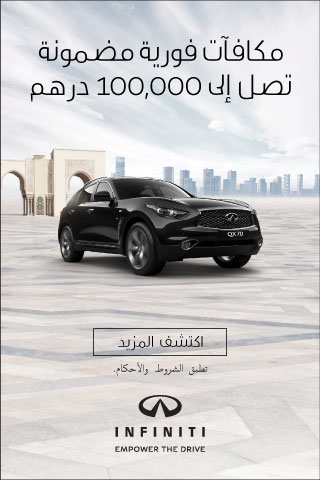 مكافآت فورية مضمونة
تصل إلى 100,000 درهم
QX70
اكتشف المزيد
تطبق الشروط والأحكام.
INFINITI
EMPOWER THE DRIVE